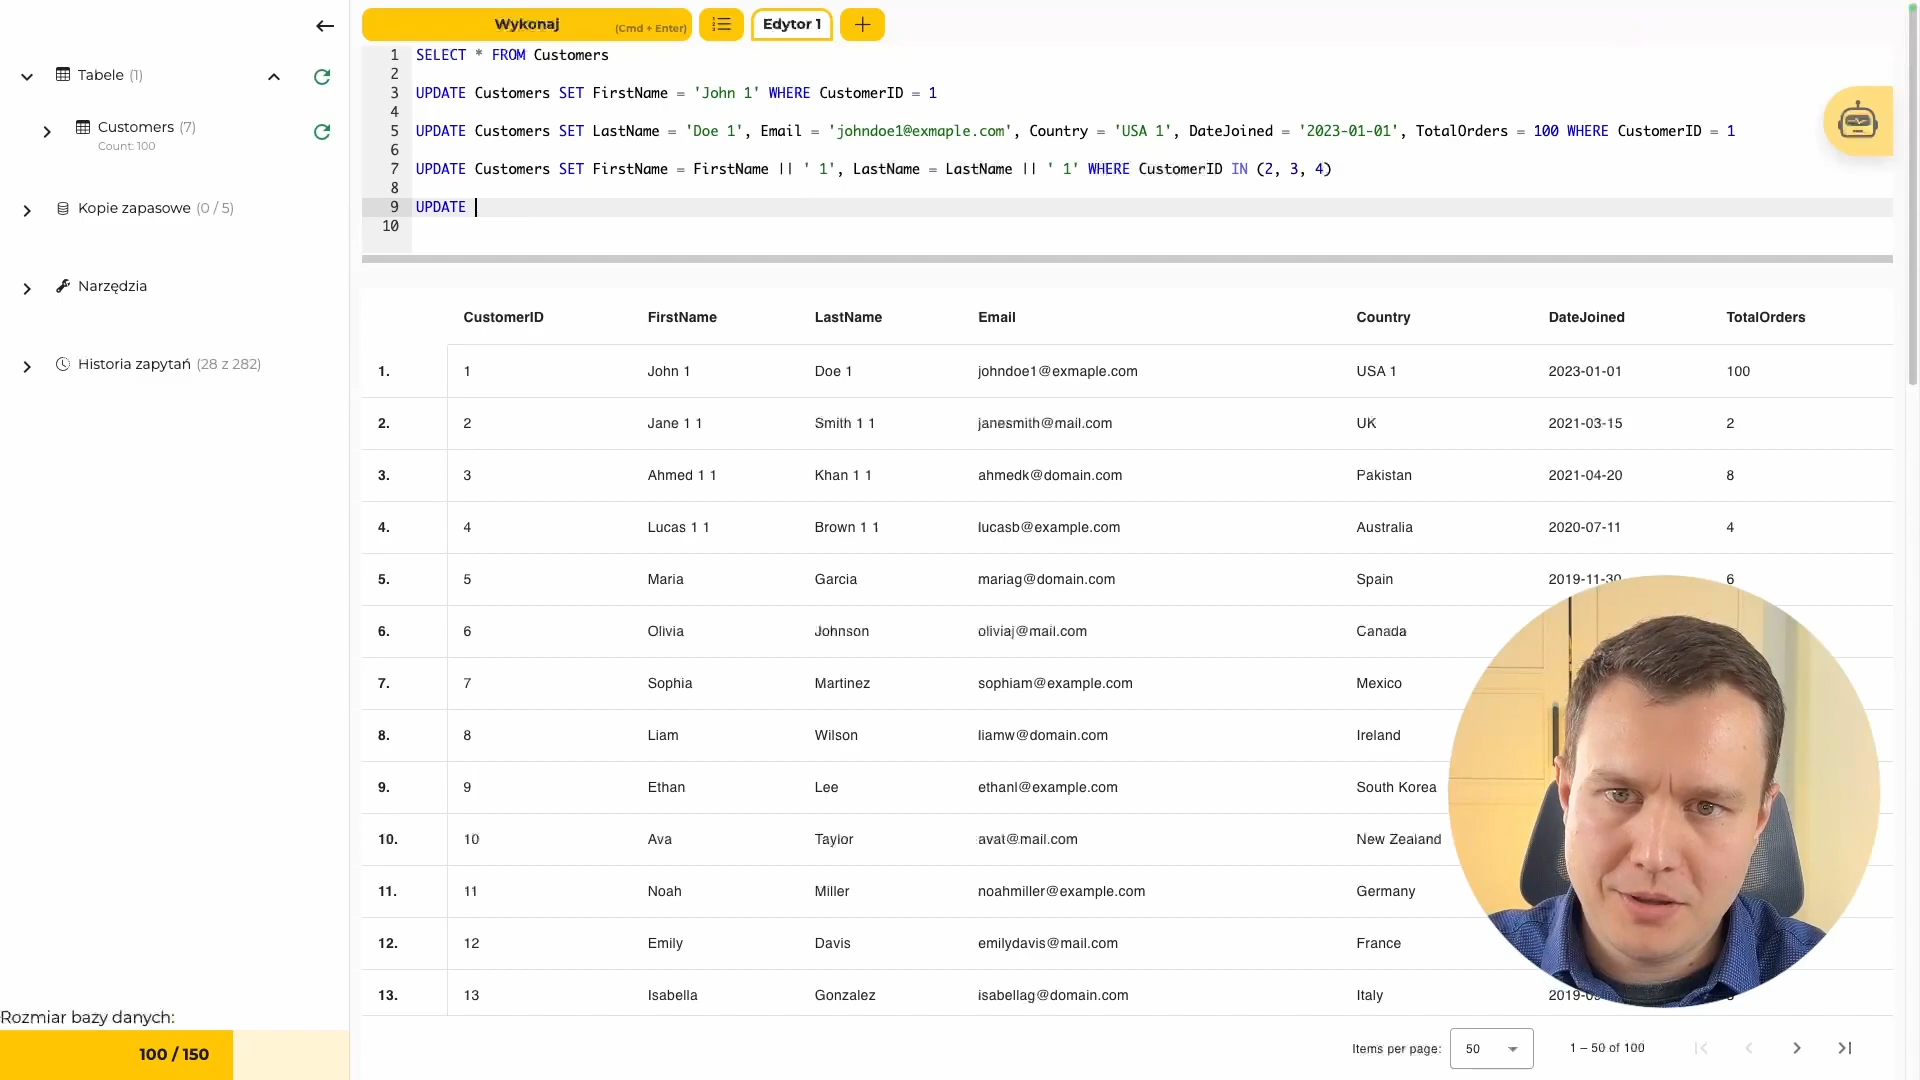 Wykonaj (Cmd + Enter) Edytor 1
Tabele (1)
Customers (7)
Count: 100
Kopie zapasowe (0 / 5)
Narzędzia
Historia zapytań (28 z 282)
Rozmiar bazy danych:
100 / 150
1 SELECT * FROM Customers
2
3 UPDATE Customers SET FirstName = 'John 1' WHERE CustomerID = 1
4
5 UPDATE Customers SET LastName = 'Doe 1', Email = 'johndoe1@exmaple.com', Country = 'USA 1', DateJoined = '2023-01-01', TotalOrders = 100 WHERE CustomerID = 1
6
7 UPDATE Customers SET FirstName = FirstName || ' 1', LastName = LastName || ' 1' WHERE CustomerID IN (2, 3, 4)
8
9 UPDATE
10
CustomerID FirstName LastName Email Country DateJoined TotalOrders
1. 1 John 1 Doe 1 johndoe1@exmaple.com USA 1 2023-01-01 100
2. 2 Jane 1 1 Smith 1 1 janesmith@mail.com UK 2021-03-15 2
3. 3 Ahmed 1 1 Khan 1 1 ahmedk@domain.com Pakistan 2021-04-20 8
4. 4 Lucas 1 1 Brown 1 1 lucasb@example.com Australia 2020-07-11 4
5. 5 Maria Garcia mariag@domain.com Spain 2019-11-30 6
6. 6 Olivia Johnson oliviaj@mail.com Canada
7. 7 Sophia Martinez sophiam@example.com Mexico
8. 8 Liam Wilson liamw@domain.com Ireland
9. 9 Ethan Lee ethanl@example.com South Korea
10. 10 Ava Taylor avat@mail.com New Zealand
11. 11 Noah Miller noahmiller@example.com Germany
12. 12 Emily Davis emilydavis@mail.com France
13. 13 Isabella Gonzalez isabellag@domain.com Italy
Items per page: 50 1 – 50 of 100